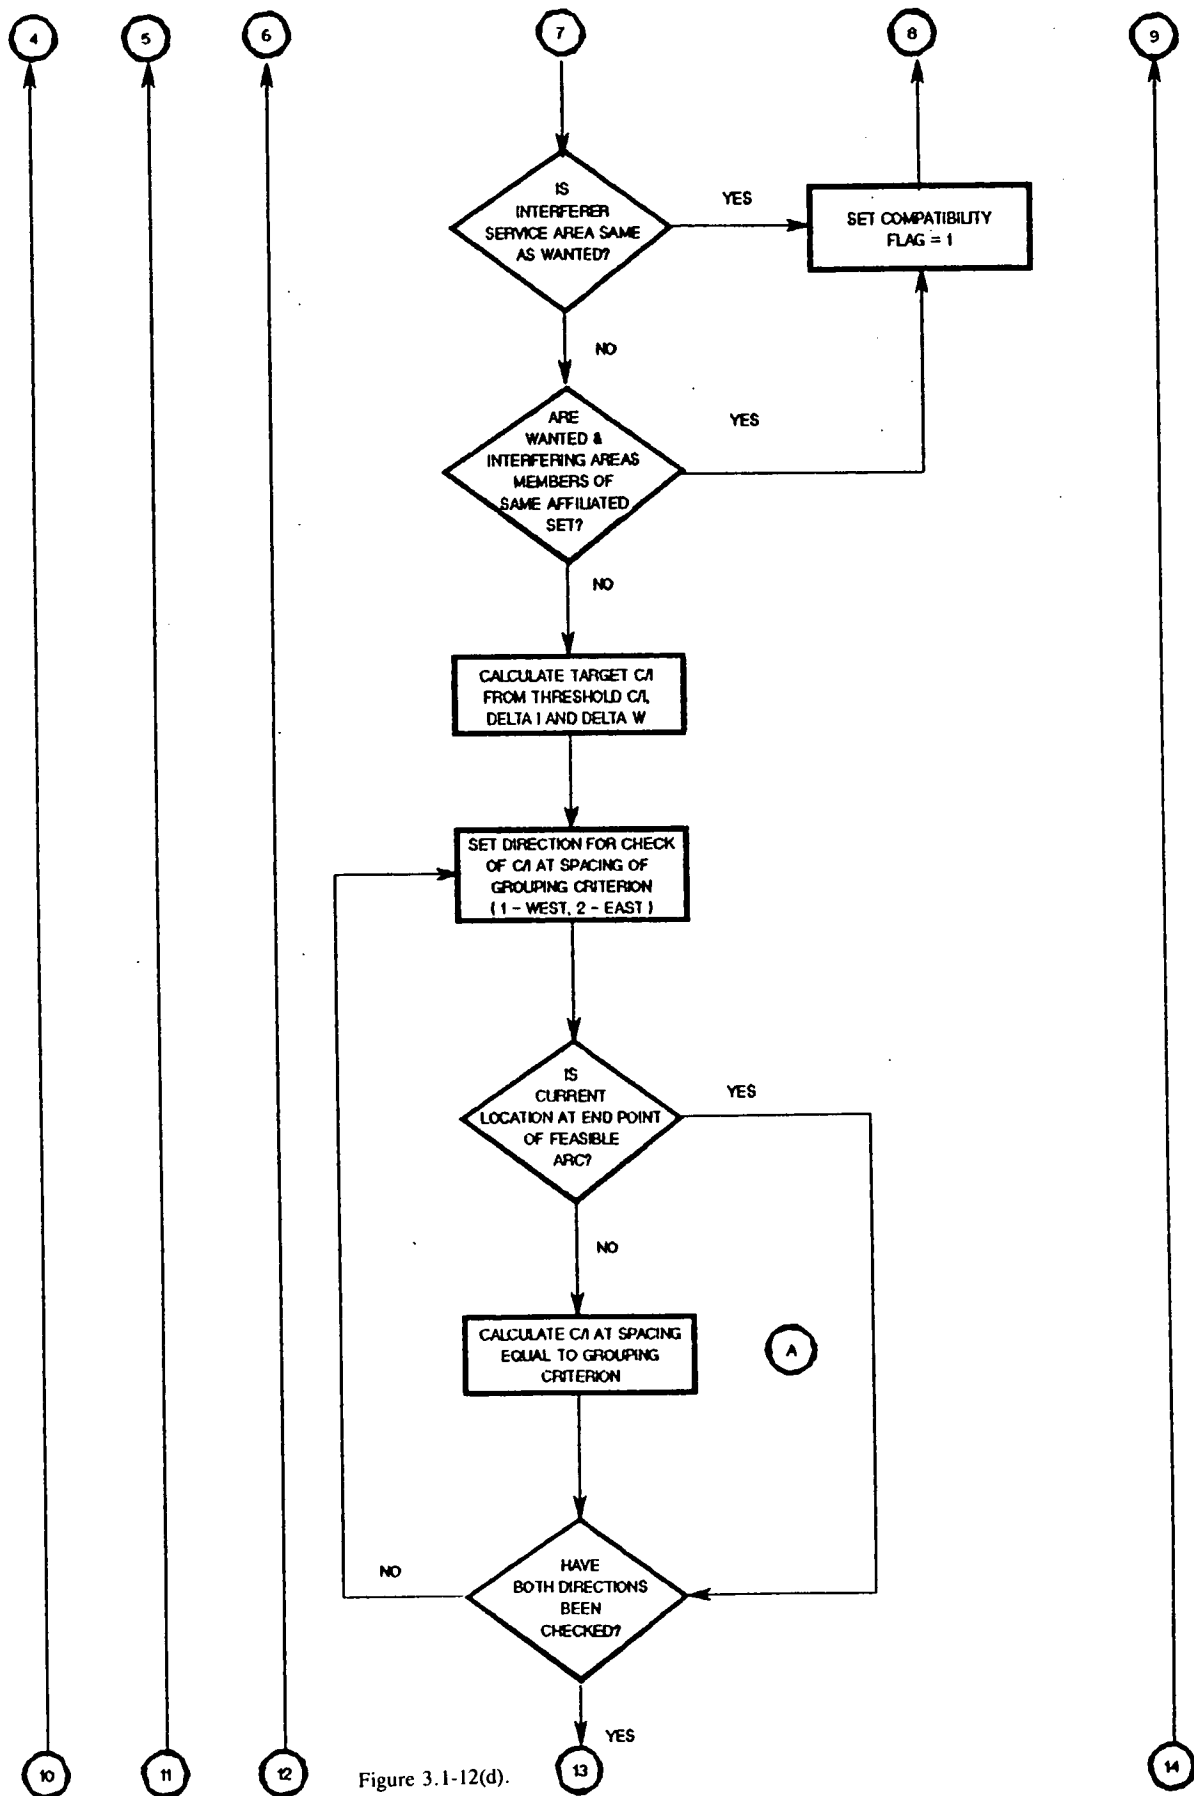 4
5
6
7
8
9
IS
INTERFERER
SERVICE AREA SAME
AS WANTED?
YES
SET COMPATIBILITY
FLAG = 1
NO
ARE
WANTED &
INTERFERING AREAS
MEMBERS OF
SAME AFFILIATED
SET?
YES
NO
CALCULATE TARGET C/I
FROM THRESHOLD C/I,
DELTA I AND DELTA W
SET DIRECTION FOR CHECK
OF C/I AT SPACING OF
GROUPING CRITERION
( 1 - WEST, 2 - EAST )
IS
CURRENT
LOCATION AT END POINT
OF FEASIBLE
ARC?
YES
NO
CALCULATE C/I AT SPACING
EQUAL TO GROUPING
CRITERION
A
HAVE
BOTH DIRECTIONS
BEEN
CHECKED?
NO
YES
10
11
12
Figure 3.1-12(d).
13
14